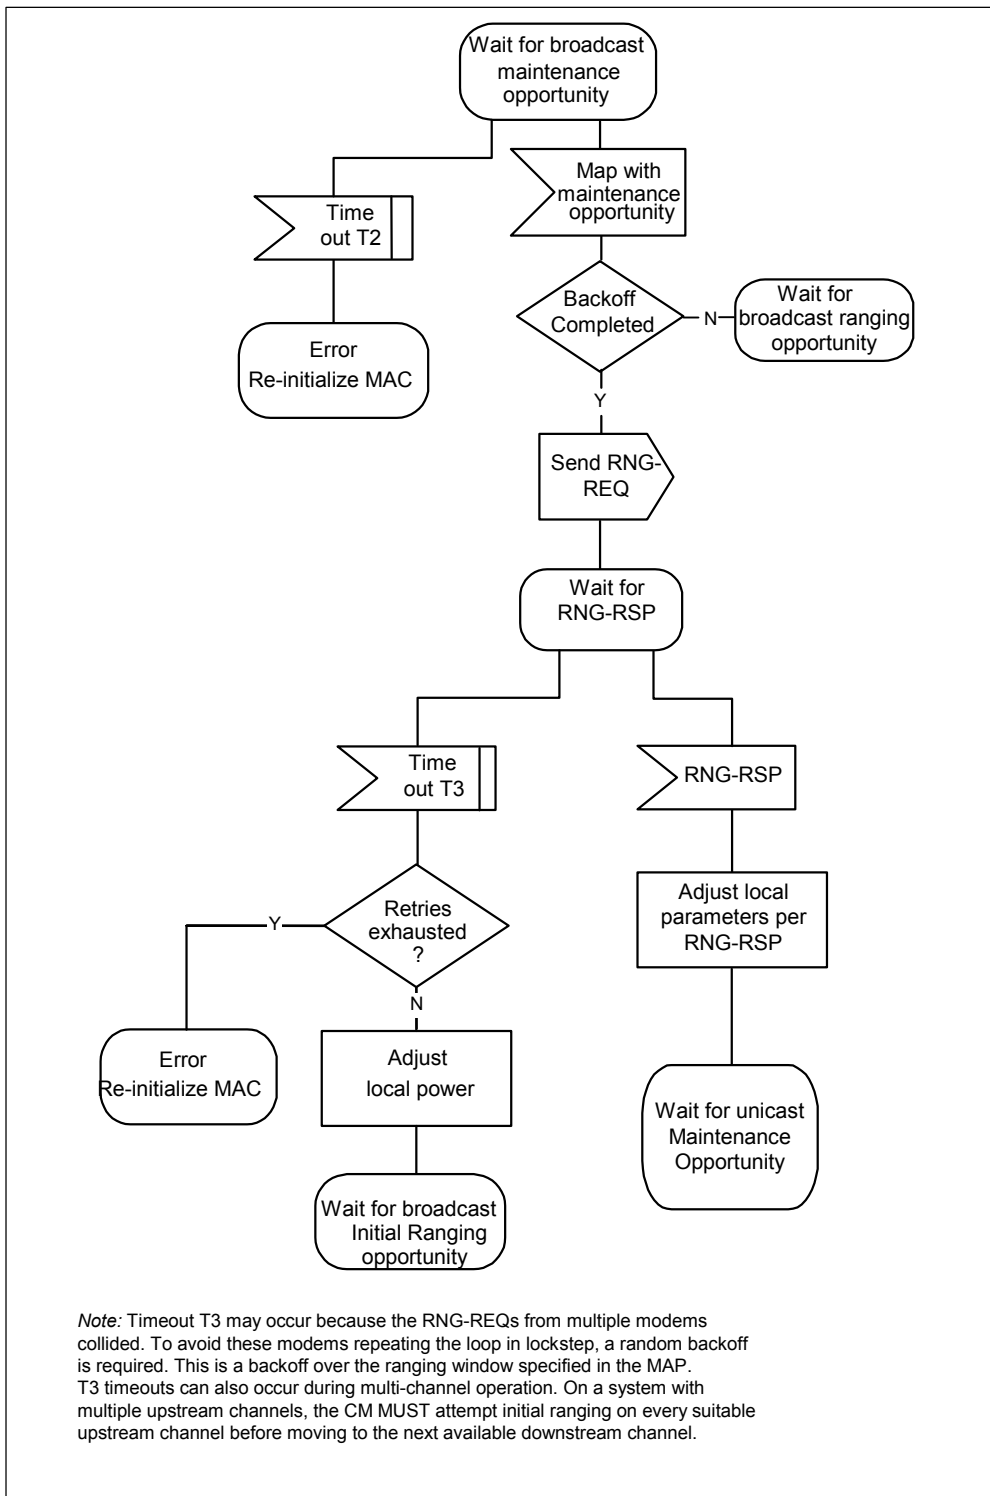 Wait for broadcast
maintenance
opportunity
Map with
maintenance
opportunity
Time
out T2
Backoff
Completed
N
Wait for
broadcast ranging
opportunity
Error
Re-initialize MAC
Y
Send RNG-
REQ
Wait for
RNG-RSP
Time
out T3
RNG-RSP
Adjust local
parameters per
RNG-RSP
Retries
exhausted
?
Y
N
Error
Re-initialize MAC
Adjust
local power
Wait for unicast
Maintenance
Opportunity
Wait for broadcast
Initial Ranging
opportunity
Note: Timeout T3 may occur because the RNG-REQs from multiple modems
collided. To avoid these modems repeating the loop in lockstep, a random backoff
is required. This is a backoff over the ranging window specified in the MAP.
T3 timeouts can also occur during multi-channel operation. On a system with
multiple upstream channels, the CM MUST attempt initial ranging on every suitable
upstream channel before moving to the next available downstream channel.